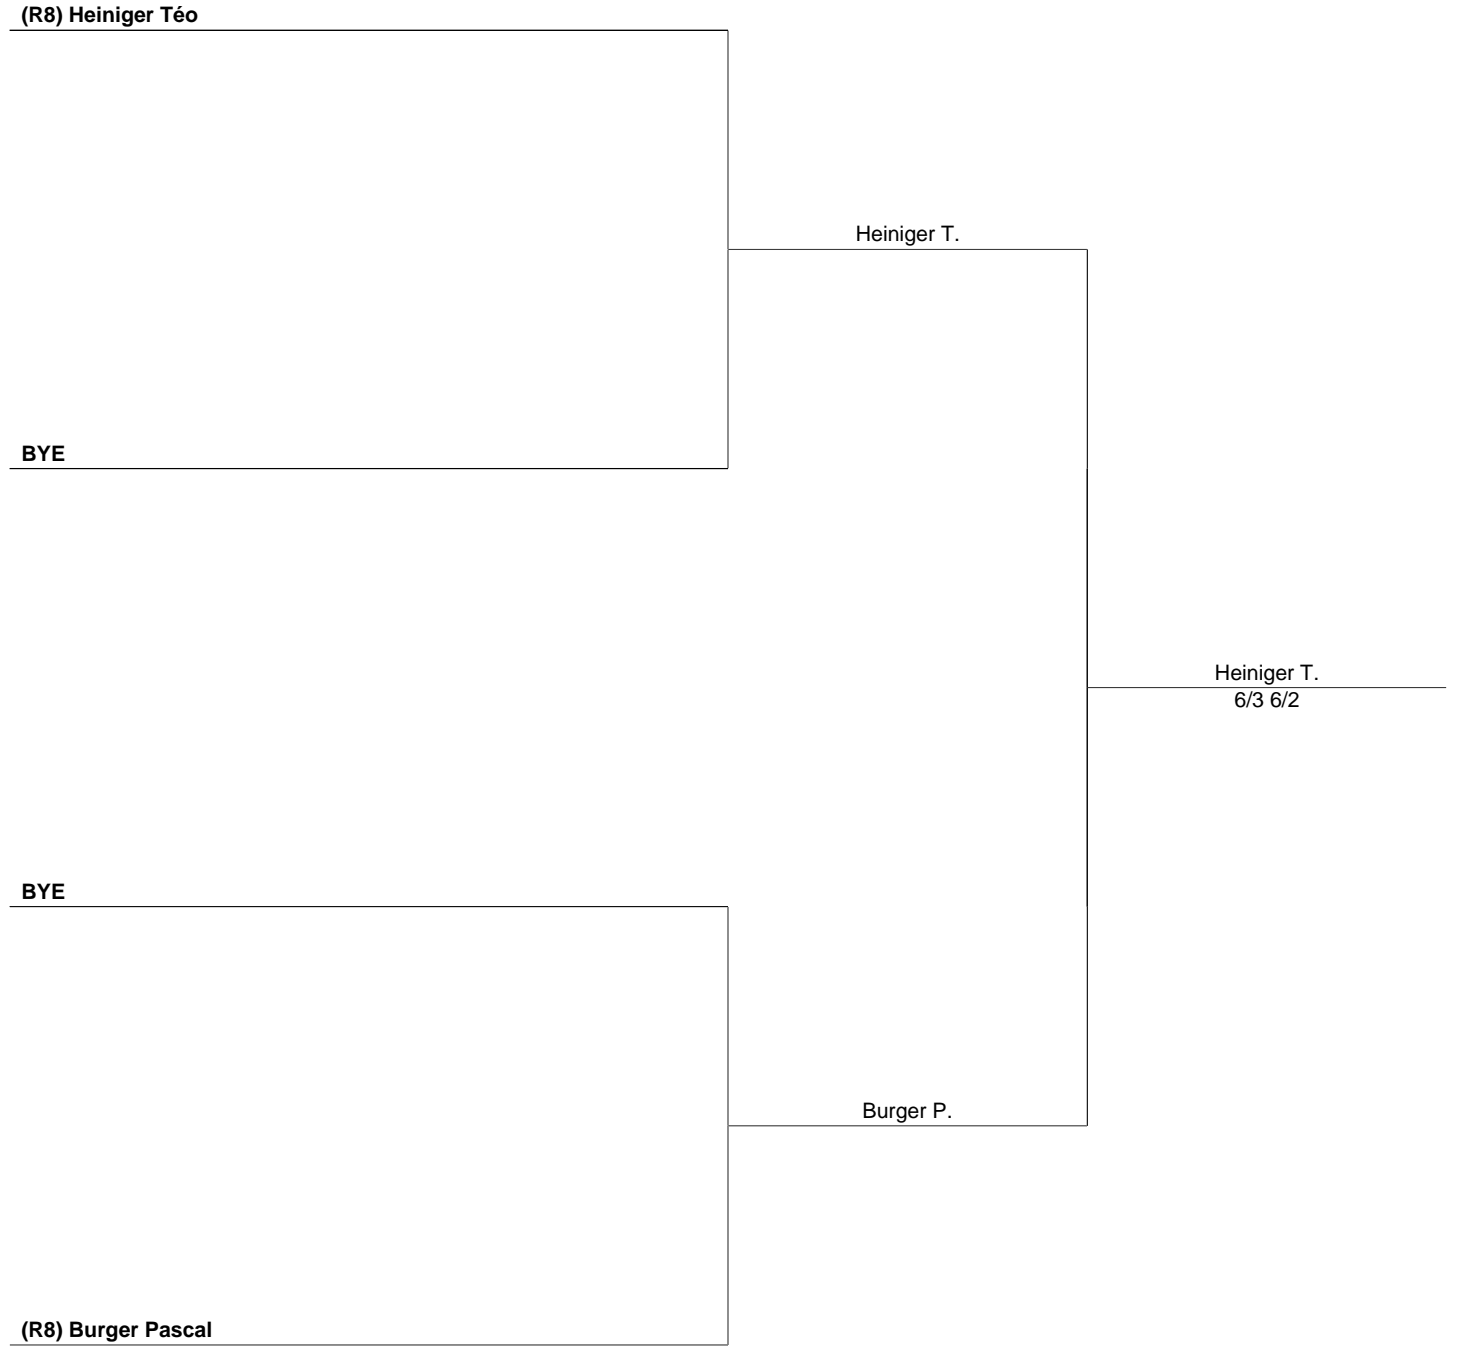 (R8) Heiniger Téo
Heiniger T.
BYE
Heiniger T.
6/3 6/2
BYE
Burger P.
(R8) Burger Pascal